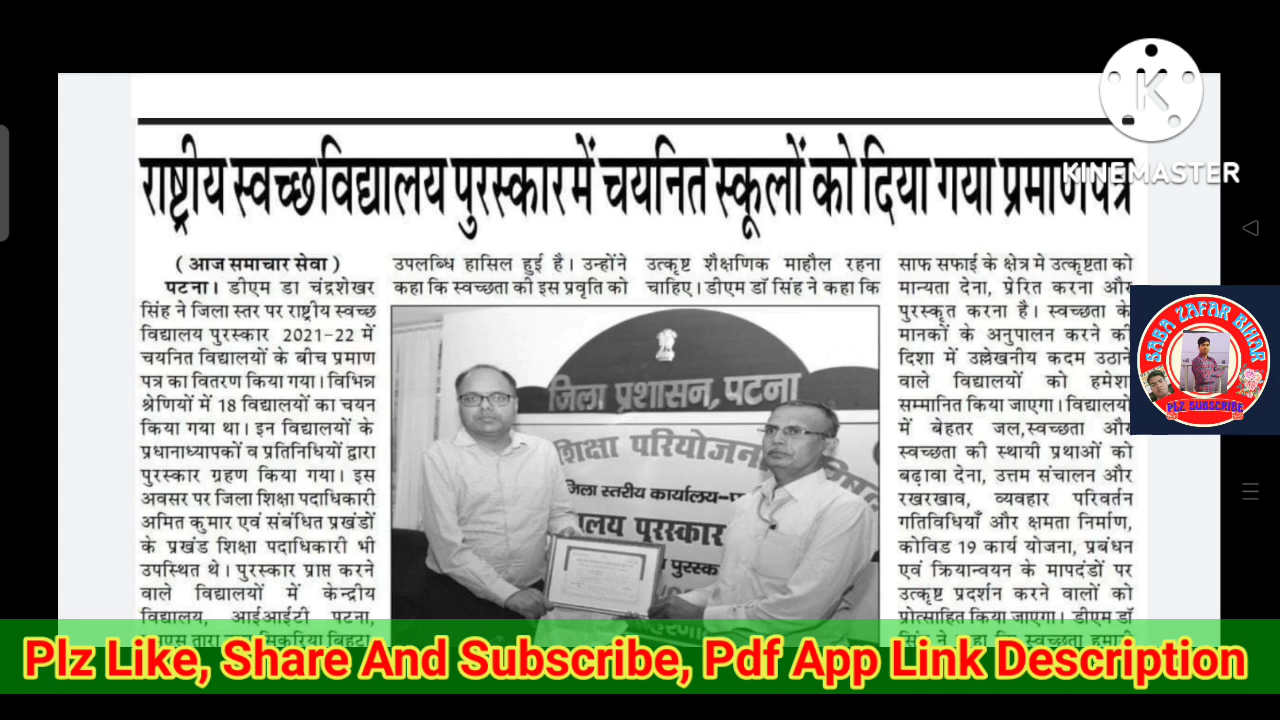 राष्ट्रीय स्वच्छ विद्यालय पुरस्कार में चयनित स्कूलों को दिया गया प्रमाणपत्र
( आज समाचार सेवा )
पटना। डीएम डा चंद्रशेखर
सिंह ने जिला स्तर पर राष्ट्रीय स्वच्छ
विद्यालय पुरस्कार 2021-22 में
चयनित विद्यालयों के बीच प्रमाण
पत्र का वितरण किया गया। विभिन्न
श्रेणियों में 18 विद्यालयों का चयन
किया गया था। इन विद्यालयों के
प्रधानाध्यापकों व प्रतिनिधियों द्वारा
पुरस्कार ग्रहण किया गया। इस
अवसर पर जिला शिक्षा पदाधिकारी
अमित कुमार एवं संबंधित प्रखंडों
के प्रखंड शिक्षा पदाधिकारी भी
उपस्थित थे। पुरस्कार प्राप्त करने
वाले विद्यालयों में केन्द्रीय
विद्यालय, आईआईटी पटना,
उपलब्धि हासिल हुई है। उन्होंने
कहा कि स्वच्छता की इस प्रवृति को
उत्कृष्ट शैक्षणिक माहौल रहना
चाहिए। डीएम डॉ सिंह ने कहा कि
जिला प्रशासन, पटना
शिक्षा परियोजना
जिला स्तरीय कार्यालय-प
लय पुरस्कार
पुरस्क
साफ सफाई के क्षेत्र मे उत्कृष्टता को
मान्यता देना, प्रेरित करना और
पुरस्कृत करना है। स्वच्छता के
मानकों के अनुपालन करने की
दिशा में उल्लेखनीय कदम उठाने
वाले विद्यालयों को हमेशा
सम्मानित किया जाएगा। विद्यालयों
में बेहतर जल,स्वच्छता और
स्वच्छता की स्थायी प्रथाओं को
बढ़ावा देना, उत्तम संचालन और
रखरखाव, व्यवहार परिवर्तन
गतिविधियाँ और क्षमता निर्माण,
कोविड 19 कार्य योजना, प्रबंधन
एवं क्रियान्वयन के मापदंडों पर
उत्कृष्ट प्रदर्शन करने वालों को
प्रोत्साहित किया जाएगा। डीएम डॉ
K
KINEMASTER
SABA ZAFAR BIHAR
PLZ SUBSCRIBE
Plz Like, Share And Subscribe, Pdf App Link Description